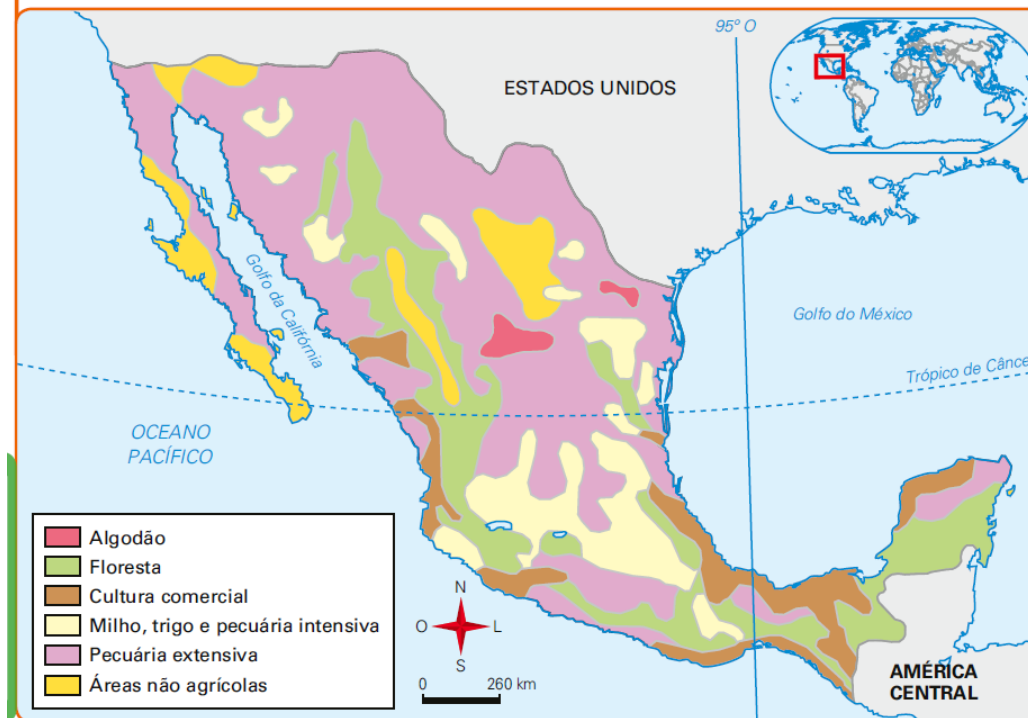 95° O
ESTADOS UNIDOS
Golfo da Califórnia
Golfo do México
Trópico de Cânce
OCEANO
PACÍFICO
Algodão
Floresta
Cultura comercial
Milho, trigo e pecuária intensiva
Pecuária extensiva
Áreas não agrícolas
N
O
L
S
0
260 km
AMÉRICA
CENTRAL